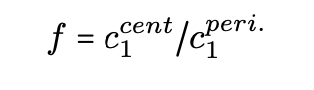 f = c_1^{cent}/c_1^{peri.}